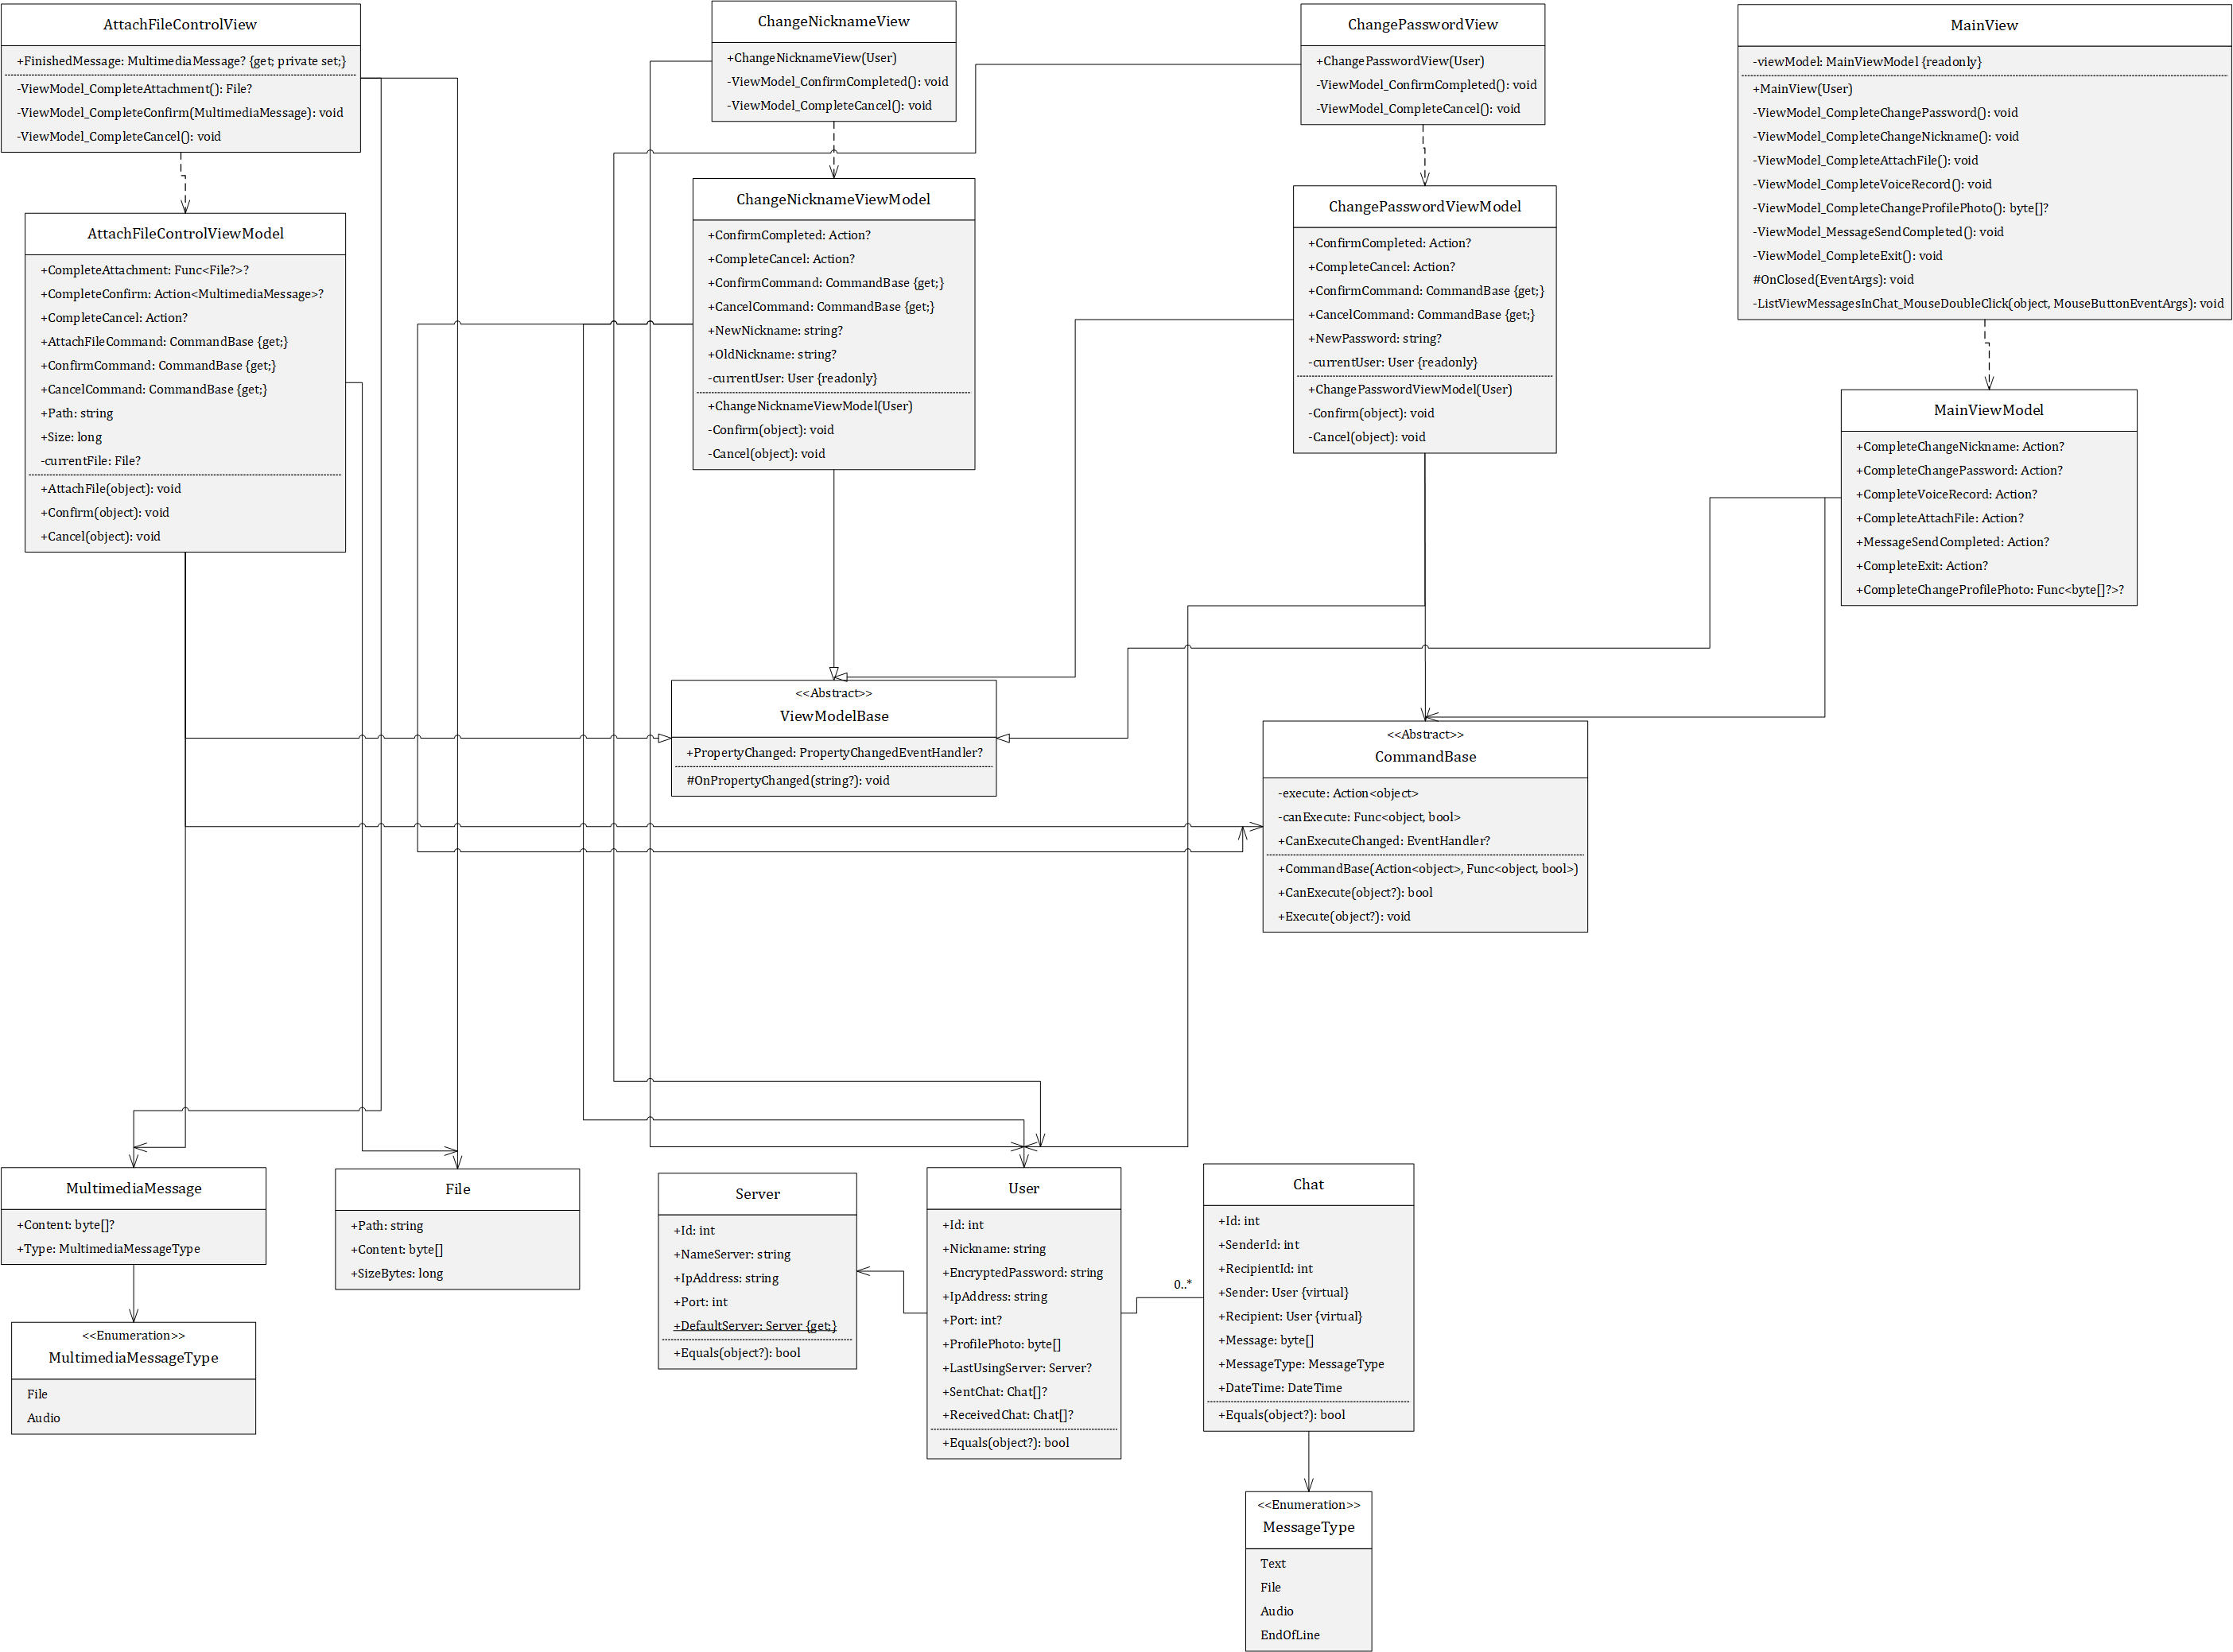 AttachFileControlView
+FinishedMessage: MultimediaMessage? {get; private set;}
-ViewModel_CompleteAttachment(): File?
-ViewModel_CompleteConfirm(MultimediaMessage): void
-ViewModel_CompleteCancel(): void
ChangeNicknameView
+ChangeNicknameView(User)
-ViewModel_ConfirmCompleted(): void
-ViewModel_CompleteCancel(): void
ChangePasswordView
+ChangePasswordView(User)
-ViewModel_ConfirmCompleted(): void
-ViewModel_CompleteCancel(): void
MainView
-viewModel: MainViewModel {readonly}
+MainView(User)
-ViewModel_CompleteChangePassword(): void
-ViewModel_CompleteChangeNickname(): void
-ViewModel_CompleteAttachFile(): void
-ViewModel_CompleteVoiceRecord(): void
-ViewModel_CompleteChangeProfilePhoto(): byte[]?
-ViewModel_MessageSendCompleted(): void
-ViewModel_CompleteExit(): void
#OnClosed(EventArgs): void
-ListViewMessagesInChat_MouseDoubleClick(object, MouseButtonEventArgs): void
AttachFileControlViewModel
+CompleteAttachment: Func<File?>?
+CompleteConfirm: Action<MultimediaMessage>?
+CompleteCancel: Action?
+AttachFileCommand: CommandBase {get;}
+ConfirmCommand: CommandBase {get;}
+CancelCommand: CommandBase {get;}
+Path: string
+Size: long
-currentFile: File?
+AttachFile(object): void
+Confirm(object): void
+Cancel(object): void
ChangeNicknameViewModel
+ConfirmCompleted: Action?
+CompleteCancel: Action?
+ConfirmCommand: CommandBase {get;}
+CancelCommand: CommandBase {get;}
+NewNickname: string?
+OldNickname: string?
-currentUser: User {readonly}
+ChangeNicknameViewModel(User)
-Confirm(object): void
-Cancel(object): void
ChangePasswordViewModel
+ConfirmCompleted: Action?
+CompleteCancel: Action?
+ConfirmCommand: CommandBase {get;}
+CancelCommand: CommandBase {get;}
+NewPassword: string?
-currentUser: User {readonly}
+ChangePasswordViewModel(User)
-Confirm(object): void
-Cancel(object): void
MainViewModel
+CompleteChangeNickname: Action?
+CompleteChangePassword: Action?
+CompleteVoiceRecord: Action?
+CompleteAttachFile: Action?
+MessageSendCompleted: Action?
+CompleteExit: Action?
+CompleteChangeProfilePhoto: Func<byte[]?>?
<<Abstract>>
ViewModelBase
+PropertyChanged: PropertyChangedEventHandler?
#OnPropertyChanged(string?): void
<<Abstract>>
CommandBase
-execute: Action<object>
-canExecute: Func<object, bool>
+CanExecuteChanged: EventHandler?
+CommandBase(Action<object>, Func<object, bool>)
+CanExecute(object?): bool
+Execute(object?): void
MultimediaMessage
+Content: byte[]?
+Type: MultimediaMessageType
File
+Path: string
+Content: byte[]
+SizeBytes: long
Server
+Id: int
+NameServer: string
+IpAddress: string
+Port: int
+DefaultServer: Server {get;}
+Equals(object?): bool
User
+Id: int
+Nickname: string
+EncryptedPassword: string
+IpAddress: string
+Port: int?
+ProfilePhoto: byte[]
+LastUsingServer: Server?
+SentChat: Chat[]?
+ReceivedChat: Chat[]?
+Equals(object?): bool
0..*
Chat
+Id: int
+SenderId: int
+RecipientId: int
+Sender: User {virtual}
+Recipient: User {virtual}
+Message: byte[]
+MessageType: MessageType
+DateTime: DateTime
+Equals(object?): bool
<<Enumeration>>
MultimediaMessageType
File
Audio
<<Enumeration>>
MessageType
Text
File
Audio
EndOfLine